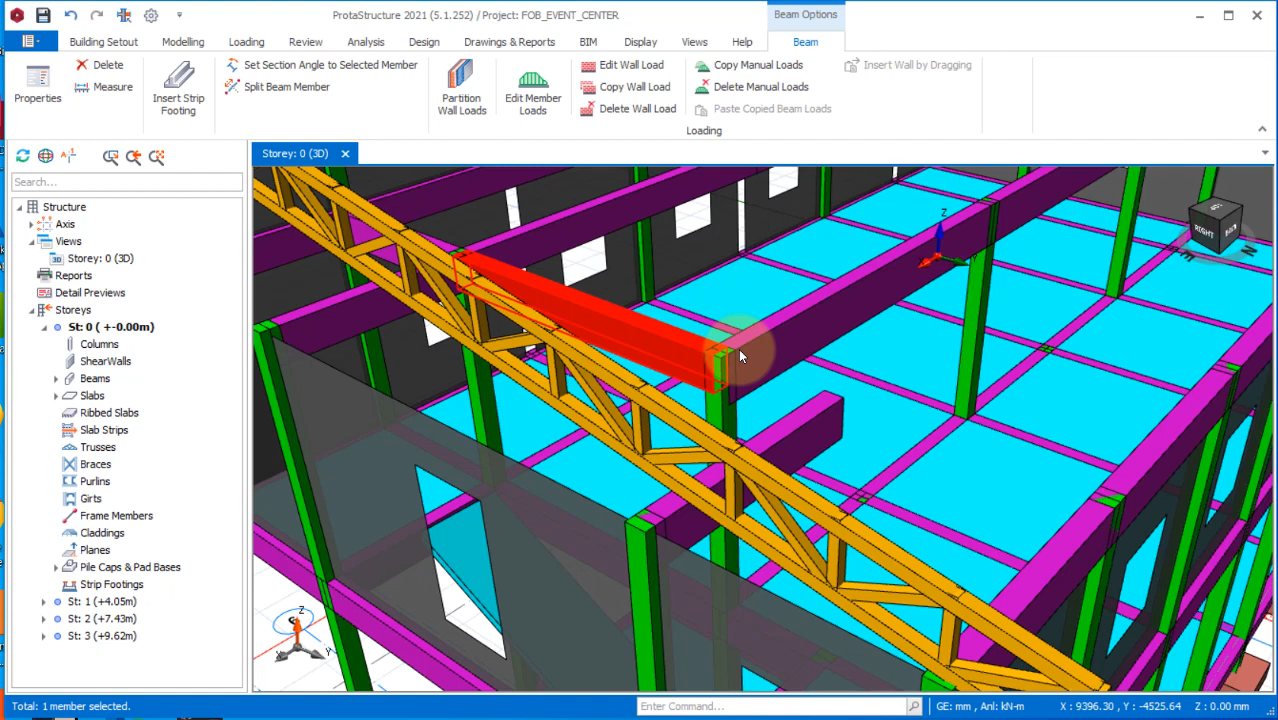 ProtaStructure 2021 (5.1.252) / Project: FOB_EVENT_CENTER
Beam Options
Building Setout
Modelling
Loading
Review
Analysis
Design
Drawings & Reports
BIM
Display
Views
Help
Beam
Properties
Delete
Measure
Insert Strip
Footing
Set Section Angle to Selected Member
Split Beam Member
Partition
Wall Loads
Edit Member
Loads
Edit Wall Load
Copy Wall Load
Delete Wall Load
Copy Manual Loads
Delete Manual Loads
Paste Copied Beam Loads
Insert Wall by Dragging
Loading
Storey: 0 (3D)
Search...
Structure
Axis
Views
Storey: 0 (3D)
Reports
Detail Previews
Storeys
St: 0 ( +-0.00m)
Columns
ShearWalls
Beams
Slabs
Ribbed Slabs
Slab Strips
Trusses
Braces
Purlins
Girts
Frame Members
Claddings
Planes
Pile Caps & Pad Bases
Strip Footings
St: 1 (+4.05m)
St: 2 (+7.43m)
St: 3 (+9.62m)
Z
RIGHT
E
N
Z
Y
Total: 1 member selected.
Enter Command...
GE: mm, Anl: kN-m
X : 9396.30 , Y : -4525.64
Z : 0.00 mm